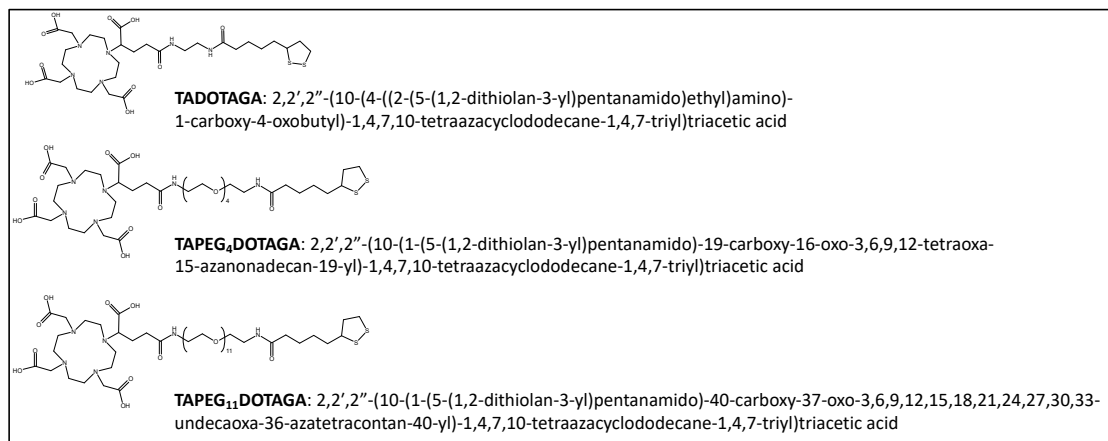 TADOTAGA: 2,2′,2″-(10-(4-((2-(5-(1,2-dithiolan-3-yl)pentanamido)ethyl)amino)-
1-carboxy-4-oxobutyl)-1,4,7,10-tetraazacyclododecane-1,4,7-triyl)triacetic acid
4
TAPEG4DOTAGA: 2,2′,2″-(10-(1-(5-(1,2-dithiolan-3-yl)pentanamido)-19-carboxy-16-oxo-3,6,9,12-tetraoxa-
15-azanonadecan-19-yl)-1,4,7,10-tetraazacyclododecane-1,4,7-triyl)triacetic acid
11
TAPEG11DOTAGA: 2,2′,2″-(10-(1-(5-(1,2-dithiolan-3-yl)pentanamido)-40-carboxy-37-oxo-3,6,9,12,15,18,21,24,27,30,33-
undecaoxa-36-azatetracontan-40-yl)-1,4,7,10-tetraazacyclododecane-1,4,7-triyl)triacetic acid